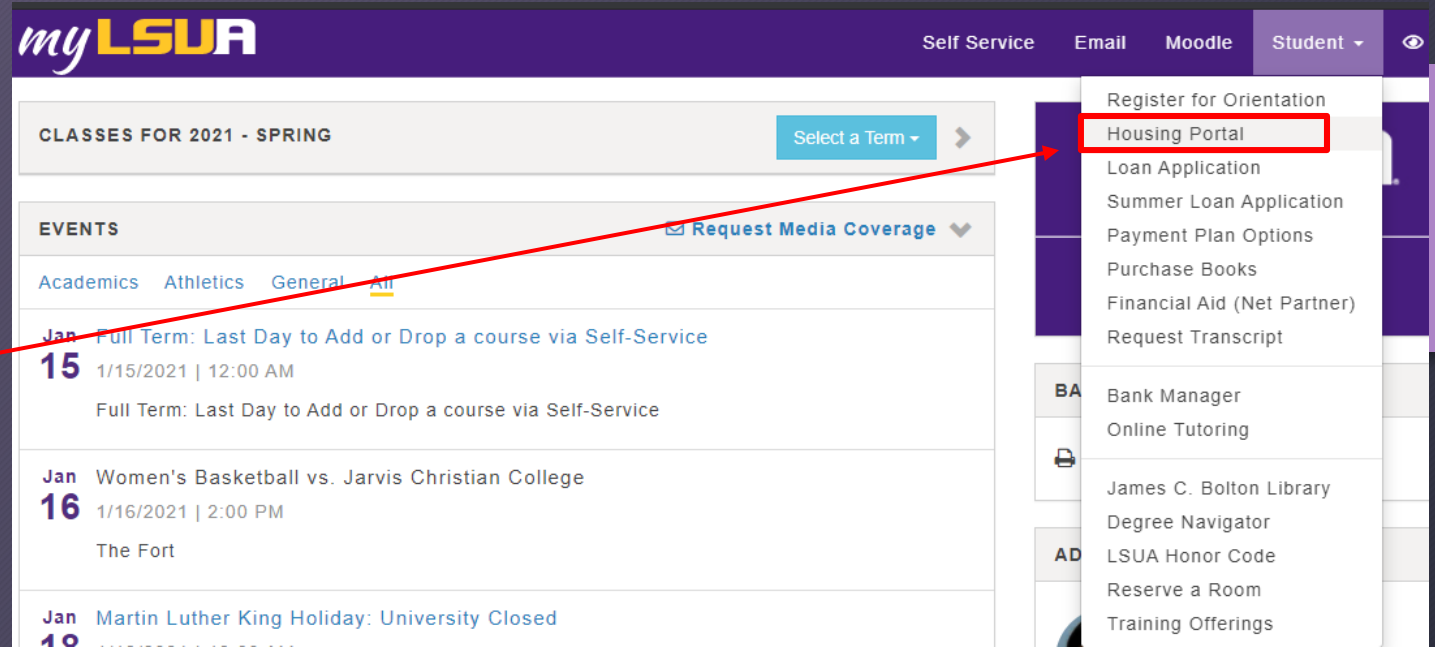 my LSUA
Self Service Email Moodle Student
CLASSES FOR 2021 - SPRING
Select a Term
EVENTS
Request Media Coverage
Academics Athletics General All
Jan 15
Full Term: Last Day to Add or Drop a course via Self-Service
1/15/2021 | 12:00 AM
Full Term: Last Day to Add or Drop a course via Self-Service
Jan 16
Women's Basketball vs. Jarvis Christian College
1/16/2021 | 2:00 PM
The Fort
Jan 18
Martin Luther King Holiday: University Closed
Register for Orientation
Housing Portal
Loan Application
Summer Loan Application
Payment Plan Options
Purchase Books
Financial Aid (Net Partner)
Request Transcript
Bank Manager
Online Tutoring
James C. Bolton Library
Degree Navigator
LSUA Honor Code
Reserve a Room
Training Offerings
BA
AD